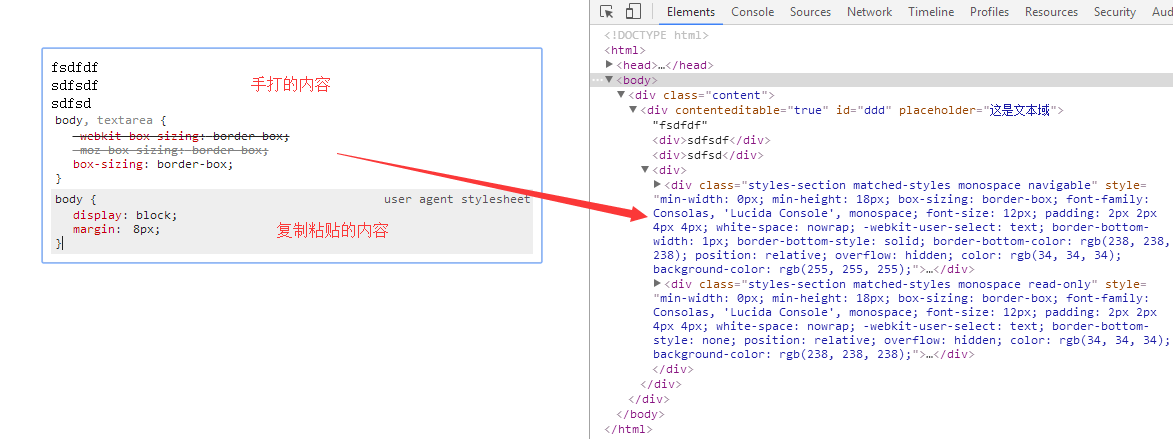 Elements Console Sources Network Timeline Profiles Resources Security Aud
fsdfdf
sdfsdf
sdfsd
手打的内容
body, textarea {
-webkit-box-sizing: border-box;
-moz-box-sizing: border-box;
box-sizing: border-box;
}
body { user agent stylesheet
display: block;
margin: 8px;
}
复制粘贴的内容
<!DOCTYPE html>
<html>
▶<head>…</head>
…▼<body>
▼<div class="content">
▼<div contenteditable="true" id="ddd" placeholder="这是文本域">
"fsdfdf"
<div>sdfsdf</div>
<div>sdfsd</div>
▼<div>
▶<div class="styles-section matched-styles monospace navigable" style=
"min-width: 0px; min-height: 18px; box-sizing: border-box; font-family:
Consolas, 'Lucida Console', monospace; font-size: 12px; padding: 2px 2px
4px 4px; white-space: nowrap; -webkit-user-select: text; border-bottom-
width: 1px; border-bottom-style: solid; border-bottom-color: rgb(238, 238,
238); position: relative; overflow: hidden; color: rgb(34, 34, 34);
background-color: rgb(255, 255, 255);">…</div>
▶<div class="styles-section matched-styles monospace read-only" style=
"min-width: 0px; min-height: 18px; box-sizing: border-box; font-family:
Consolas, 'Lucida Console', monospace; font-size: 12px; padding: 2px 2px
4px 4px; white-space: nowrap; -webkit-user-select: text; border-bottom-
style: none; position: relative; overflow: hidden; color: rgb(34, 34, 34);
background-color: rgb(238, 238, 238);">…</div>
</div>
</div>
</div>
</body>
</html>